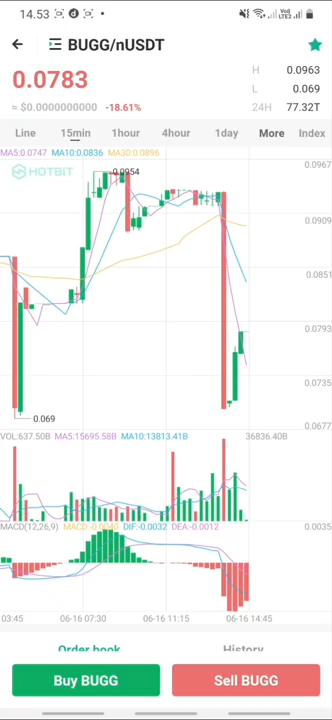 14.53
VoLTE2
BUGG/nUSDT
0.0783
H 0.0963
L 0.069
≈ $0.0000000000 -18.61%
24H 77.32T
Line 15min 1hour 4hour 1day More Index
MA5:0.0747 MA10:0.0836 MA30:0.0896
0.0967
HOTBIT
0.0954
0.0909
0.0851
0.0793
0.0735
0.069
0.0677
VOL:637.50B MA5:15695.58B MA10:13813.41B 36836.40B
MACD(12,26,9) MACD:-0.0040 DIF:-0.0032 DEA:-0.0012 0.0035
03:45 06-16 07:30 06-16 11:15 06-16 14:45
Order book History
Buy BUGG Sell BUGG